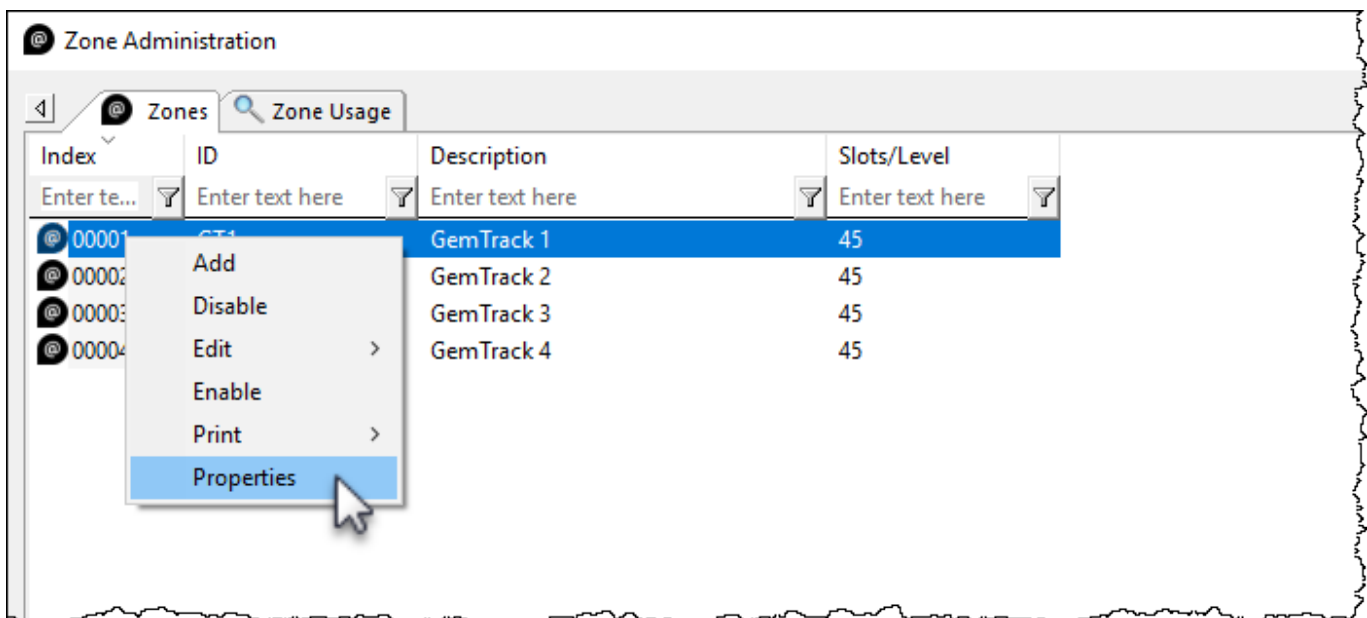 Zone Administration
Zones Zone Usage
Index ID Description Slots/Level
Enter te... Enter text here Enter text here Enter text here
00001 GemTrack 1 45
Add
GemTrack 2 45
Disable
GemTrack 3 45
Edit
GemTrack 4 45
Enable
Print
Properties